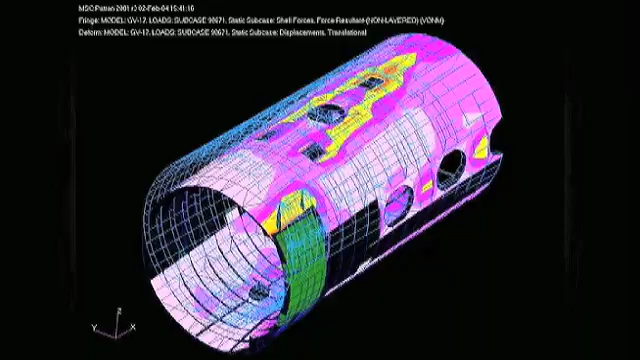 MSC.Patran 2001 r3 02-Feb-04 15:41:16
Fringe: MODEL: GV-17, LOADS: SUBCASE 90671, Static Subcase: Shell Forces, Force Resultant-(NON-LAYERED) (VONM)
Deform: MODEL: GV-17, LOADS: SUBCASE 90671, Static Subcase: Displacements, Translational
Z
Y
X